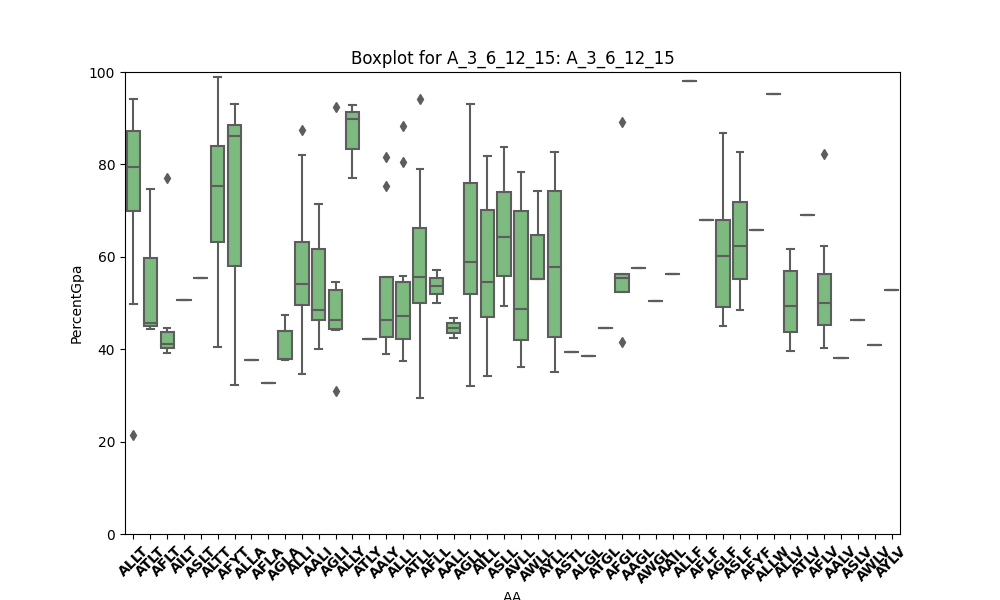 Boxplot for A_3_6_12_15: A_3_6_12_15
PercentGpa
100
80
60
40
20
0
ALLT ATLT AFLT AILT ASLT ALTT AFYT ALLA AFLA AGLA ALLI AALI AGLI ALLY ATLY AALY ALLL ATLL AFLL AALL AGLL AILL ASLL AVLL AWLL AYLL ASTL ALGL ATGL AFGL AAGL AWGL AAIL ALLF AFLF AGLF ASLF AFYF ALLW ALLV ATLV AFLV AALV ASLV AWLV AYLV
AA